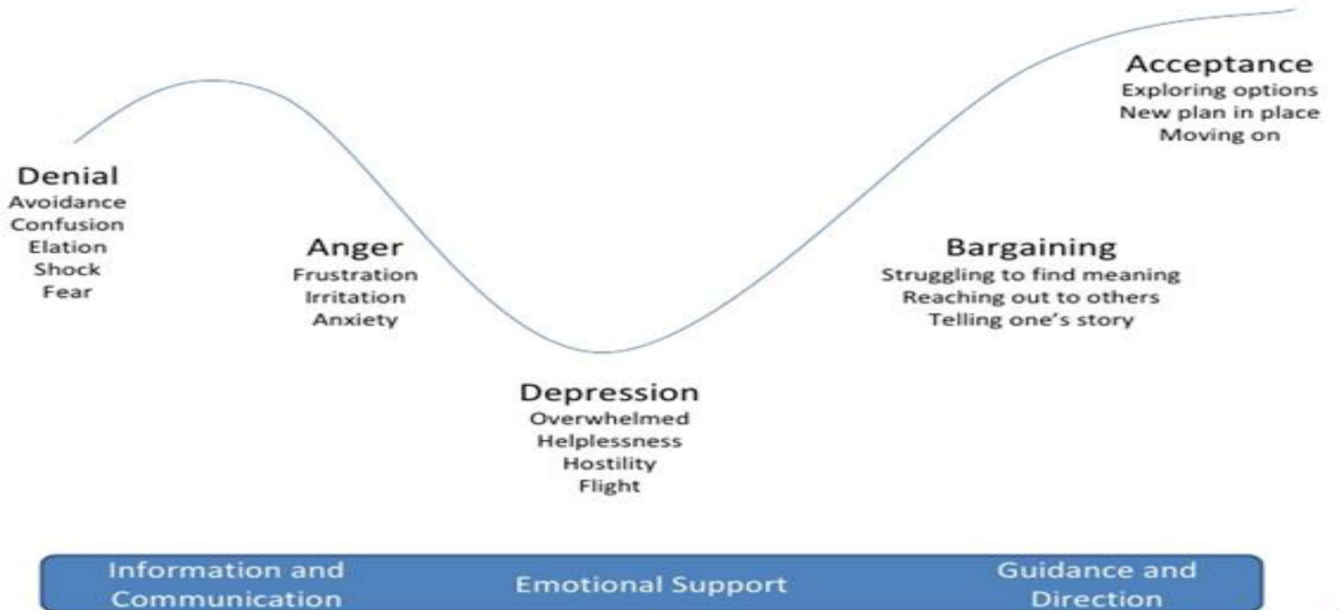 Denial
Avoidance
Confusion
Elation
Shock
Fear
Anger
Frustration
Irritation
Anxiety
Depression
Overwhelmed
Helplessness
Hostility
Flight
Bargaining
Struggling to find meaning
Reaching out to others
Telling one's story
Acceptance
Exploring options
New plan in place
Moving on
Information and
Communication
Emotional Support
Guidance and
Direction